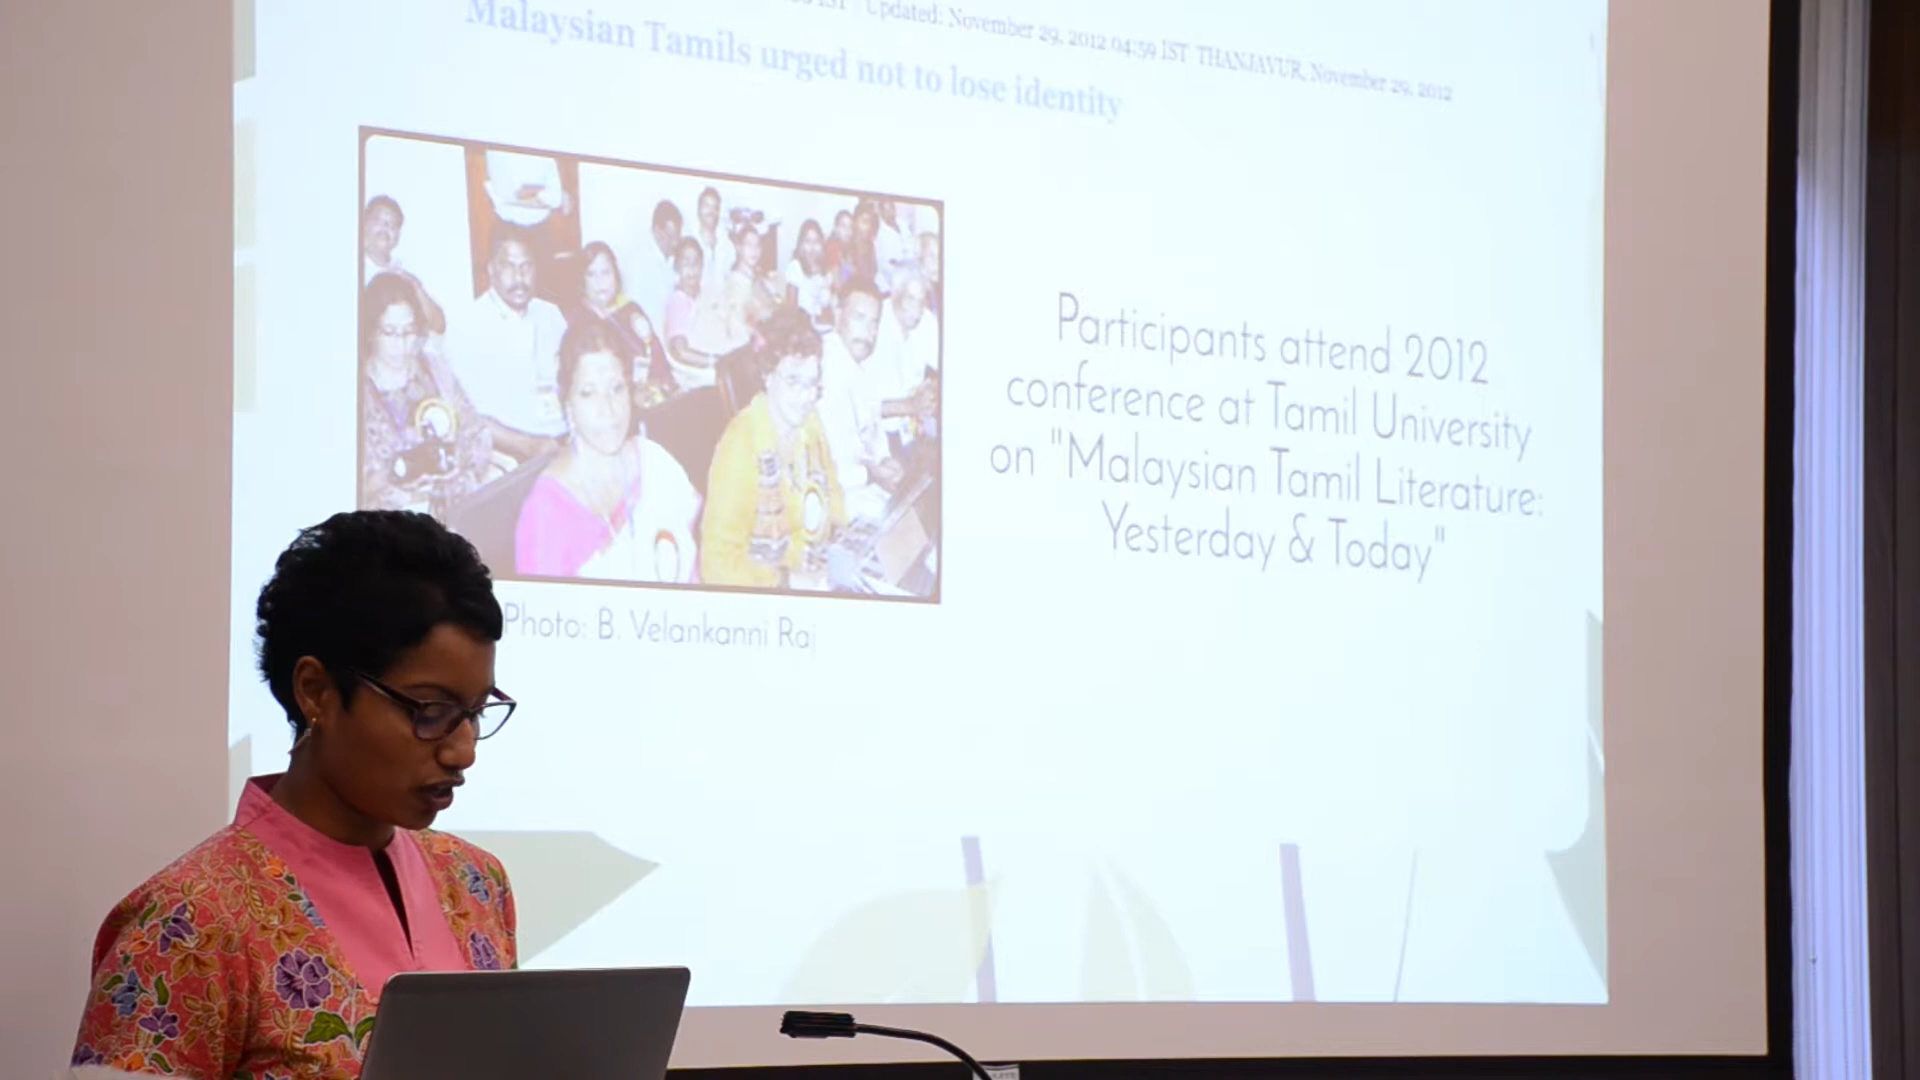 IST Updated: November 29, 2012 04:59 IST THANJAVUR, November 29, 2012
Malaysian Tamils urged not to lose identity
Participants attend 2012
conference at Tamil University
on "Malaysian Tamil Literature:
Yesterday & Today"
Photo: B. Velankanni Raj